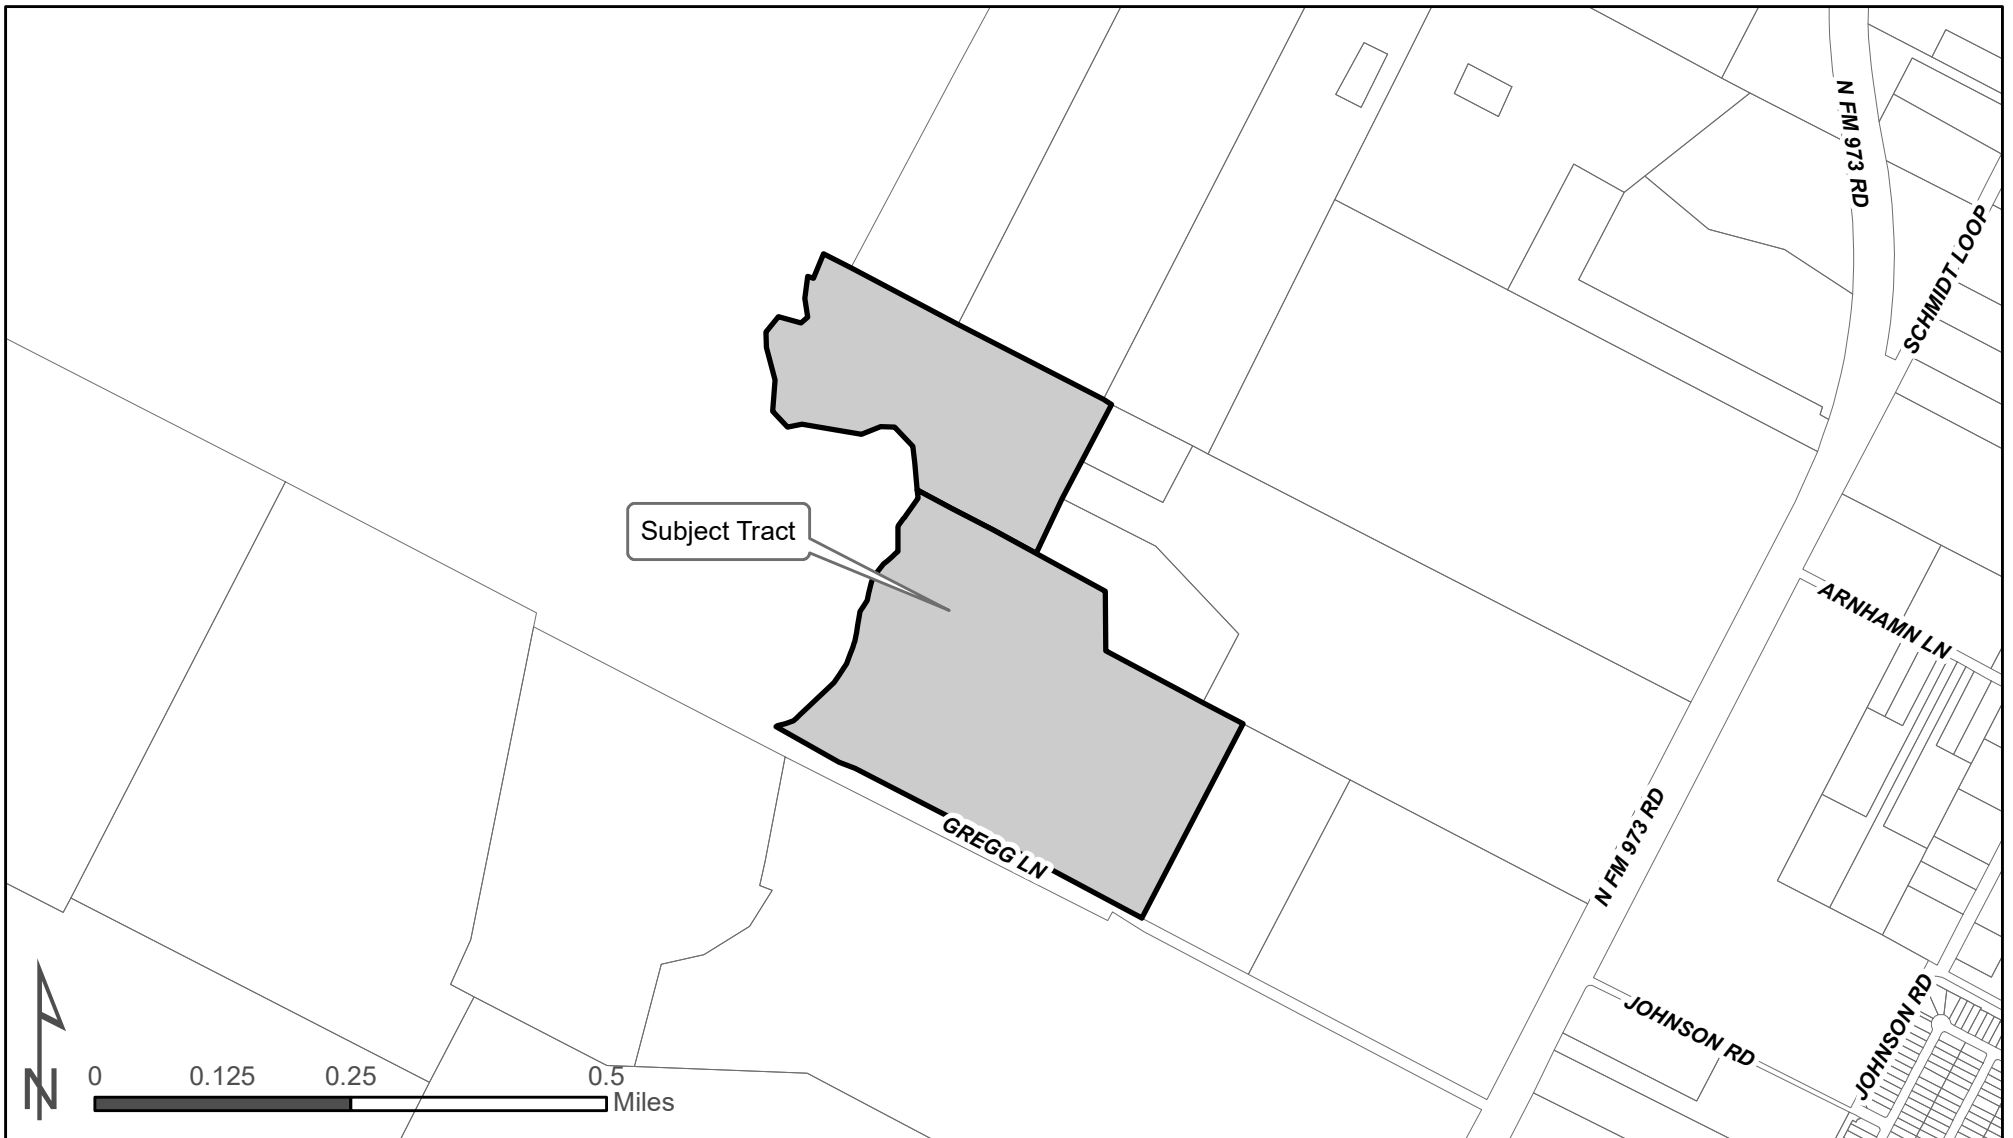 N FM 973 RD
SCHMIDT LOOP
Subject Tract
ARNHAMN LN
GREGG LN
N FM 973 RD
JOHNSON RD
JOHNSON RD
N
0 0.125 0.25 0.5
Miles